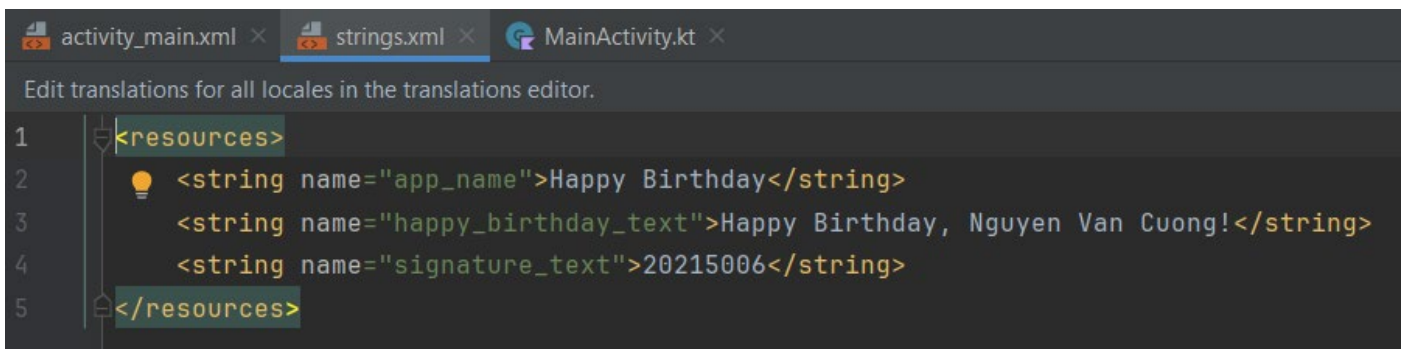 activity_main.xml × strings.xml × MainActivity.kt ×
Edit translations for all locales in the translations editor.
1 <resources>
2 <string name="app_name">Happy Birthday</string>
3 <string name="happy_birthday_text">Happy Birthday, Nguyen Van Cuong!</string>
4 <string name="signature_text">20215006</string>
5 </resources>